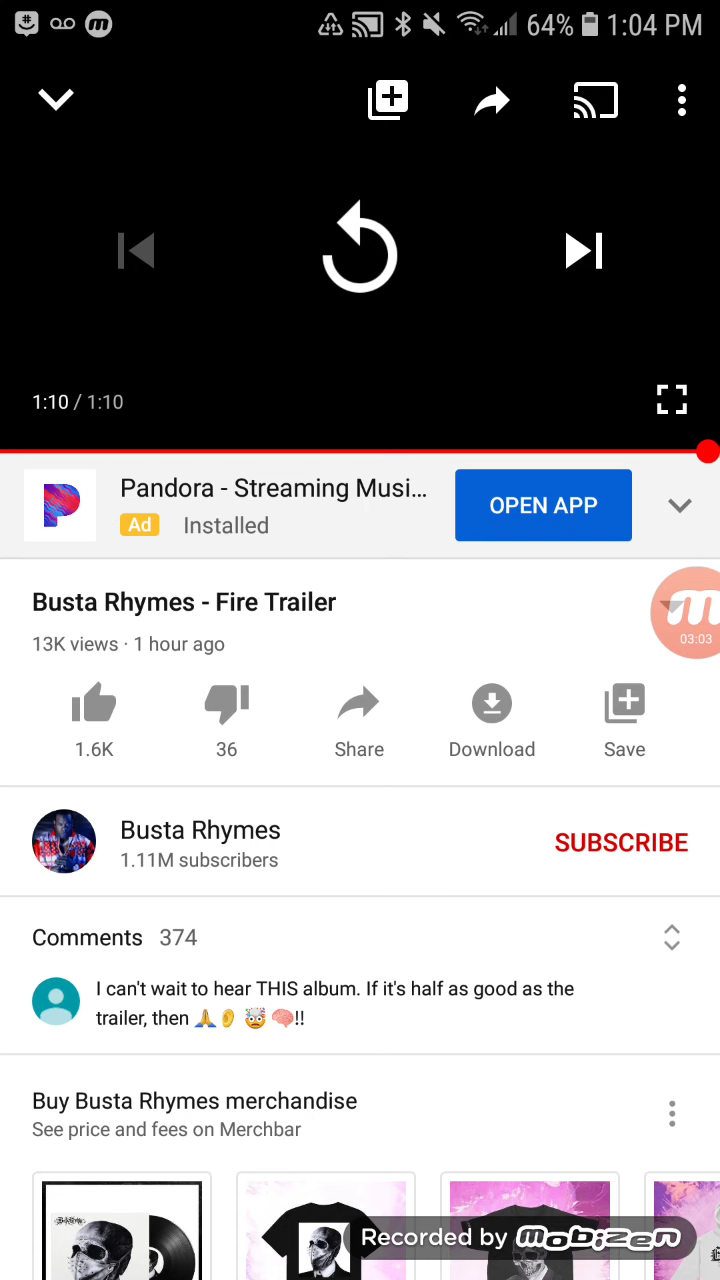 64% 1:04 PM
1:10 / 1:10
Pandora - Streaming Musi...
Ad Installed
OPEN APP
Busta Rhymes - Fire Trailer
13K views · 1 hour ago
03:03
1.6K
36
Share
Download
Save
Busta Rhymes
1.11M subscribers
SUBSCRIBE
Comments 374
I can't wait to hear THIS album. If it's half as good as the
trailer, then 🙏👂 🤯🧠!!
Buy Busta Rhymes merchandise
See price and fees on Merchbar
Recorded by mobizen